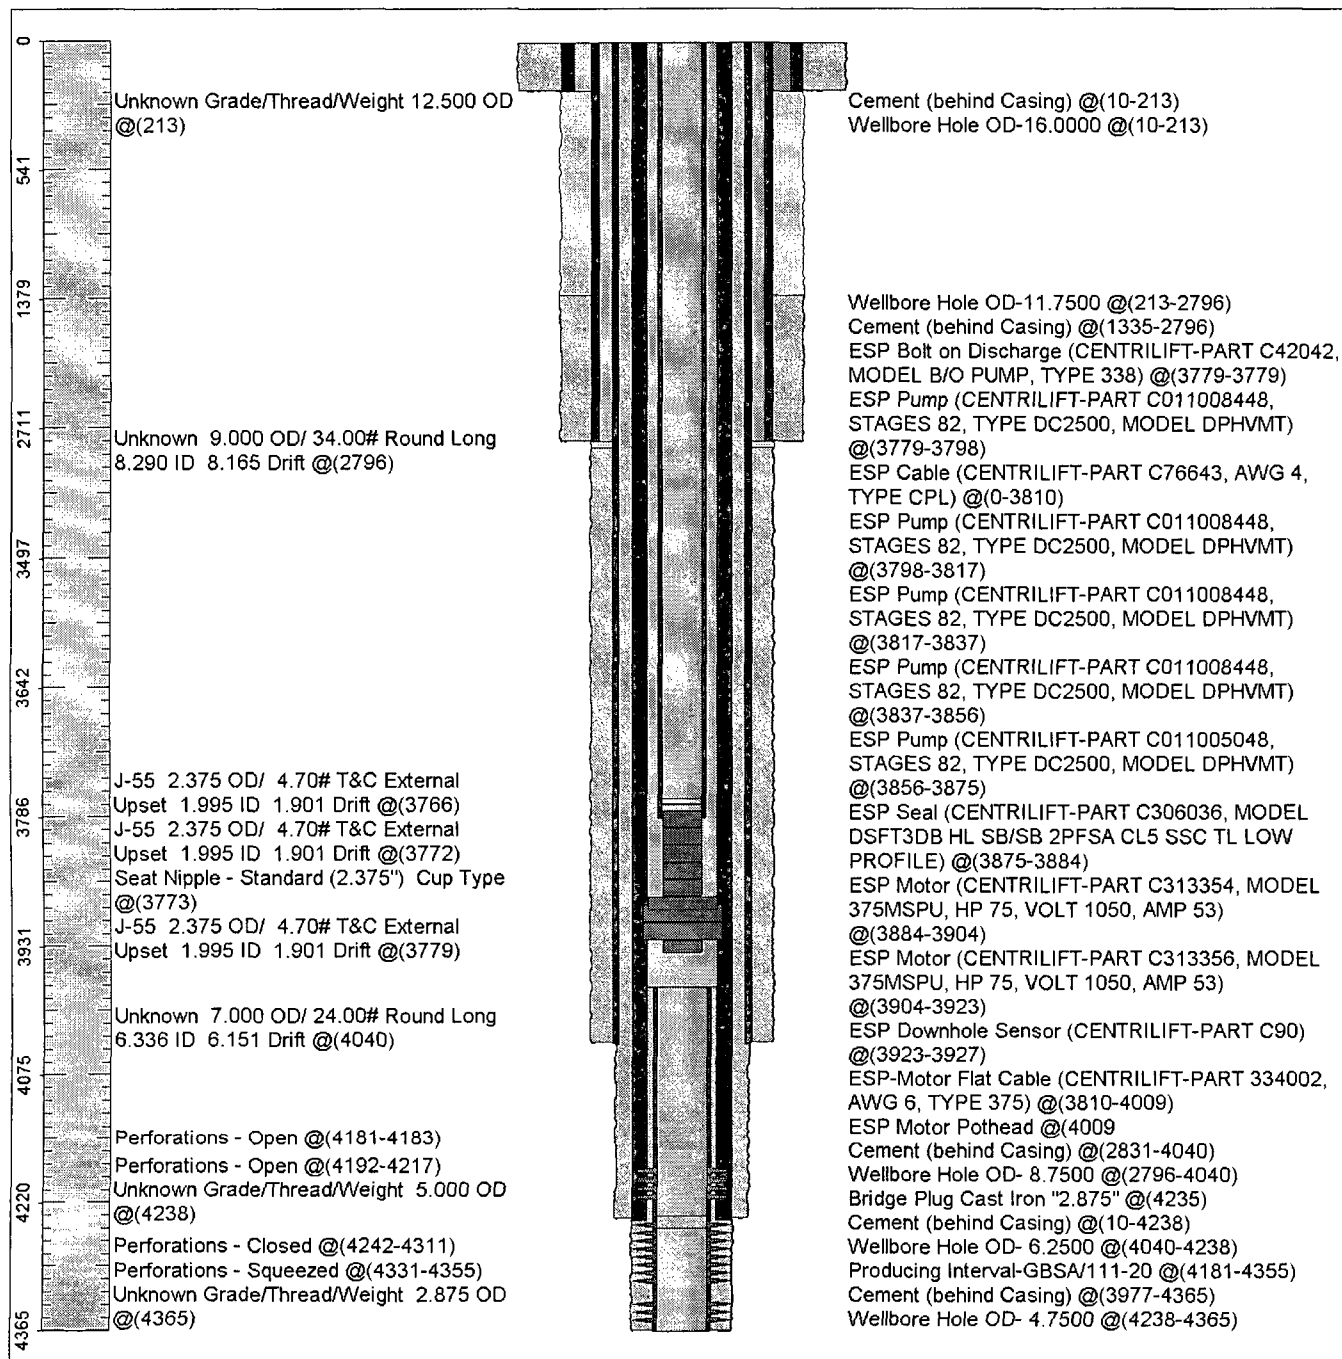 0
541
1379
2711
3497
3642
3786
3931
4075
4220
4365
Unknown Grade/Thread/Weight 12.500 OD
@(213)
Unknown 9.000 OD/ 34.00# Round Long
8.290 ID 8.165 Drift @(2796)
J-55 2.375 OD/ 4.70# T&C External
Upset 1.995 ID 1.901 Drift @(3766)
J-55 2.375 OD/ 4.70# T&C External
Upset 1.995 ID 1.901 Drift @(3772)
Seat Nipple - Standard (2.375") Cup Type
@(3773)
J-55 2.375 OD/ 4.70# T&C External
Upset 1.995 ID 1.901 Drift @(3779)
Unknown 7.000 OD/ 24.00# Round Long
6.336 ID 6.151 Drift @(4040)
Perforations - Open @(4181-4183)
Perforations - Open @(4192-4217)
Unknown Grade/Thread/Weight 5.000 OD
@(4238)
Perforations - Closed @(4242-4311)
Perforations - Squeezed @(4331-4355)
Unknown Grade/Thread/Weight 2.875 OD
@(4365)
Cement (behind Casing) @(10-213)
Wellbore Hole OD-16.0000 @(10-213)
Wellbore Hole OD-11.7500 @(213-2796)
Cement (behind Casing) @(1335-2796)
ESP Bolt on Discharge (CENTRILIFT-PART C42042,
MODEL B/O PUMP, TYPE 338) @(3779-3779)
ESP Pump (CENTRILIFT-PART C011008448,
STAGES 82, TYPE DC2500, MODEL DPHVMT)
@(3779-3798)
ESP Cable (CENTRILIFT-PART C76643, AWG 4,
TYPE CPL) @(0-3810)
ESP Pump (CENTRILIFT-PART C011008448,
STAGES 82, TYPE DC2500, MODEL DPHVMT)
@(3798-3817)
ESP Pump (CENTRILIFT-PART C011008448,
STAGES 82, TYPE DC2500, MODEL DPHVMT)
@(3817-3837)
ESP Pump (CENTRILIFT-PART C011008448,
STAGES 82, TYPE DC2500, MODEL DPHVMT)
@(3837-3856)
ESP Pump (CENTRILIFT-PART C011005048,
STAGES 82, TYPE DC2500, MODEL DPHVMT)
@(3856-3875)
ESP Seal (CENTRILIFT-PART C306036, MODEL
DSFT3DB HL SB/SB 2PFSA CL5 SSC TL LOW
PROFILE) @(3875-3884)
ESP Motor (CENTRILIFT-PART C313354, MODEL
375MSPU, HP 75, VOLT 1050, AMP 53)
@(3884-3904)
ESP Motor (CENTRILIFT-PART C313356, MODEL
375MSPU, HP 75, VOLT 1050, AMP 53)
@(3904-3923)
ESP Downhole Sensor (CENTRILIFT-PART C90)
@(3923-3927)
ESP-Motor Flat Cable (CENTRILIFT-PART 334002,
AWG 6, TYPE 375) @(3810-4009)
ESP Motor Pothead @(4009
Cement (behind Casing) @(2831-4040)
Wellbore Hole OD- 8.7500 @(2796-4040)
Bridge Plug Cast Iron "2.875" @(4235)
Cement (behind Casing) @(10-4238)
Wellbore Hole OD- 6.2500 @(4040-4238)
Producing Interval-GBSA/111-20 @(4181-4355)
Cement (behind Casing) @(3977-4365)
Wellbore Hole OD- 4.7500 @(4238-4365)